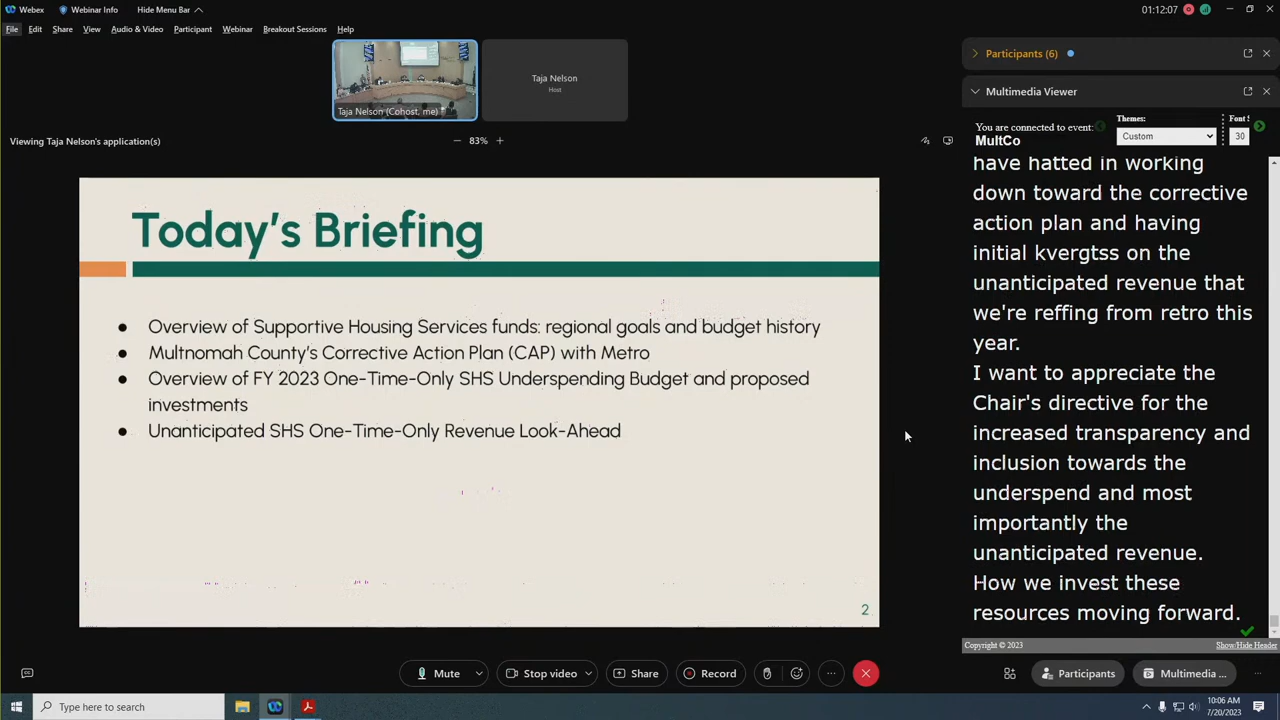 Webex
Webinar Info
Hide Menu Bar
01:12:07
File Edit Share View Audio & Video Participant Webinar Breakout Sessions Help
Taja Nelson (Cohost, me)
Taja Nelson
Host
Viewing Taja Nelson's application(s)
83%
Today's Briefing
● Overview of Supportive Housing Services funds: regional goals and budget history
● Multnomah County's Corrective Action Plan (CAP) with Metro
● Overview of FY 2023 One-Time-Only SHS Underspending Budget and proposed
investments
● Unanticipated SHS One-Time-Only Revenue Look-Ahead
2
Participants (6)
Multimedia Viewer
You are connected to event:
MultCo
Themes:
Custom
Font S
30
have hatted in working
down toward the corrective
action plan and having
initial kvergtss on the
unanticipated revenue that
we're reffing from retro this
year.
I want to appreciate the
Chair's directive for the
increased transparency and
inclusion towards the
underspend and most
importantly the
unanticipated revenue.
How we invest these
resources moving forward.
Copyright © 2023
Show/Hide Header
Mute
Stop video
Share
Record
Participants
Multimedia ...
Type here to search
10:06 AM
7/20/2023